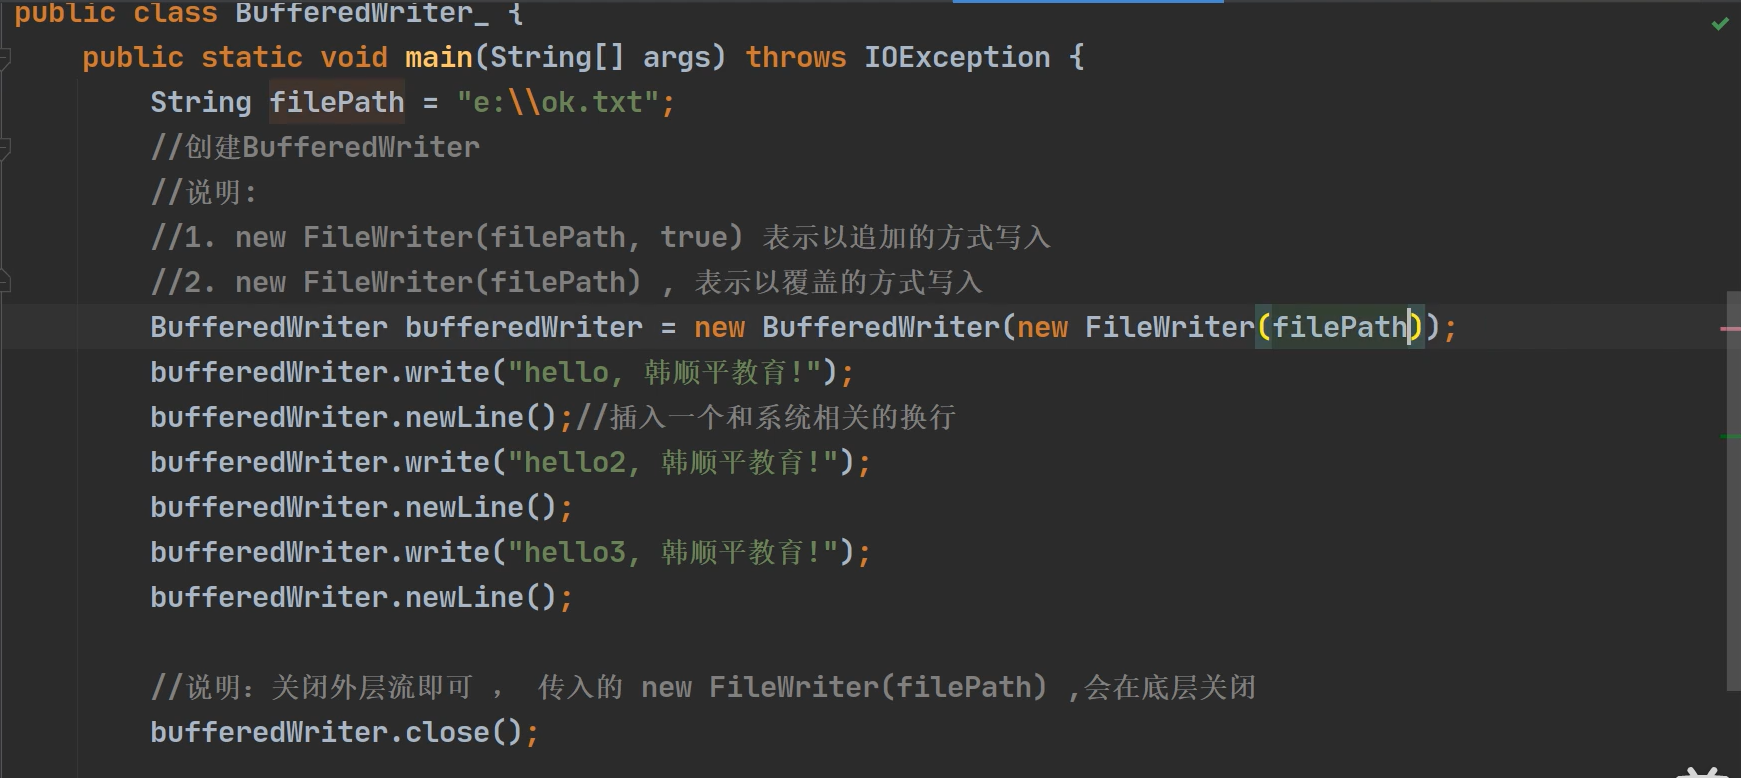 public class BufferedWriter_ {
public static void main(String[] args) throws IOException {
String filePath = "e:\\ok.txt";
//创建BufferedWriter
//说明:
//1. new FileWriter(filePath, true) 表示以追加的方式写入
//2. new FileWriter(filePath) , 表示以覆盖的方式写入
BufferedWriter bufferedWriter = new BufferedWriter(new FileWriter(filePath));
bufferedWriter.write("hello, 韩顺平教育!");
bufferedWriter.newLine();//插入一个和系统相关的换行
bufferedWriter.write("hello2, 韩顺平教育!");
bufferedWriter.newLine();
bufferedWriter.write("hello3, 韩顺平教育!");
bufferedWriter.newLine();
//说明：关闭外层流即可 ， 传入的 new FileWriter(filePath) ,会在底层关闭
bufferedWriter.close();